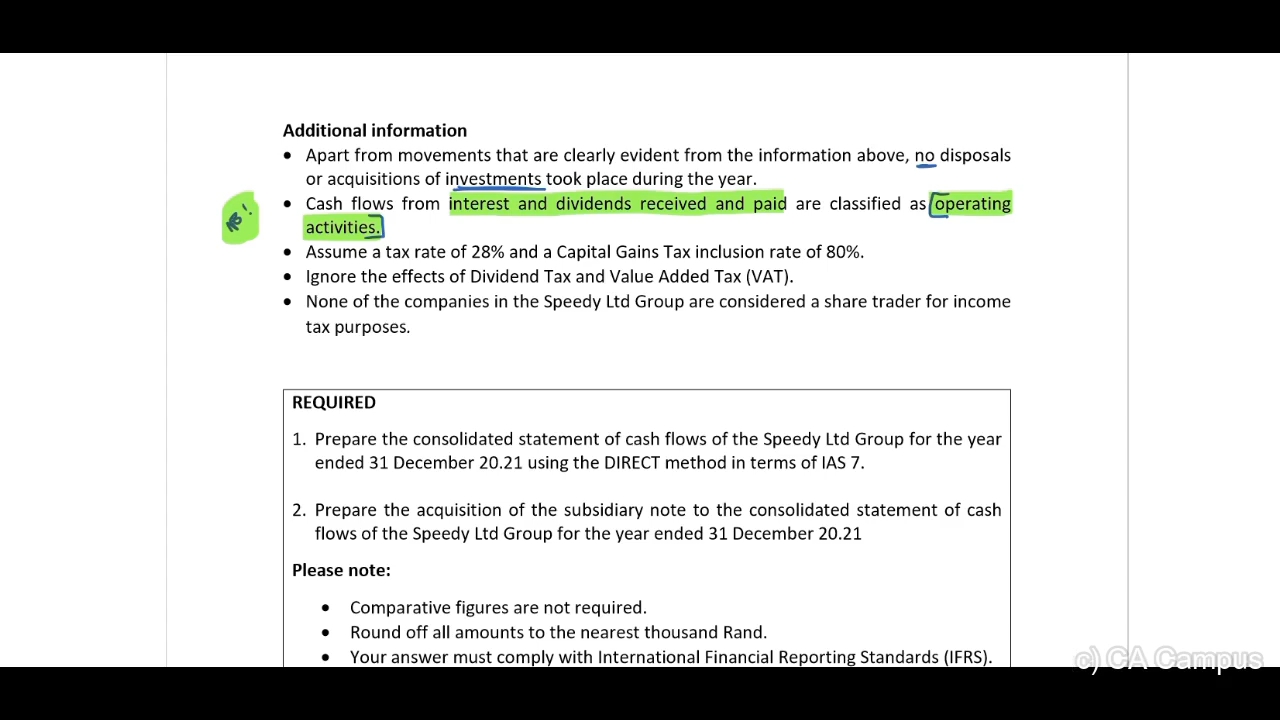 Additional information
• Apart from movements that are clearly evident from the information above, no disposals
or acquisitions of investments took place during the year.
• Cash flows from interest and dividends received and paid are classified as operating
activities.
• Assume a tax rate of 28% and a Capital Gains Tax inclusion rate of 80%.
• Ignore the effects of Dividend Tax and Value Added Tax (VAT).
• None of the companies in the Speedy Ltd Group are considered a share trader for income
tax purposes.
REQUIRED
1. Prepare the consolidated statement of cash flows of the Speedy Ltd Group for the year
ended 31 December 20.21 using the DIRECT method in terms of IAS 7.
2. Prepare the acquisition of the subsidiary note to the consolidated statement of cash
flows of the Speedy Ltd Group for the year ended 31 December 20.21
Please note:
• Comparative figures are not required.
• Round off all amounts to the nearest thousand Rand.
• Your answer must comply with International Financial Reporting Standards (IFRS).
c) CA Campus